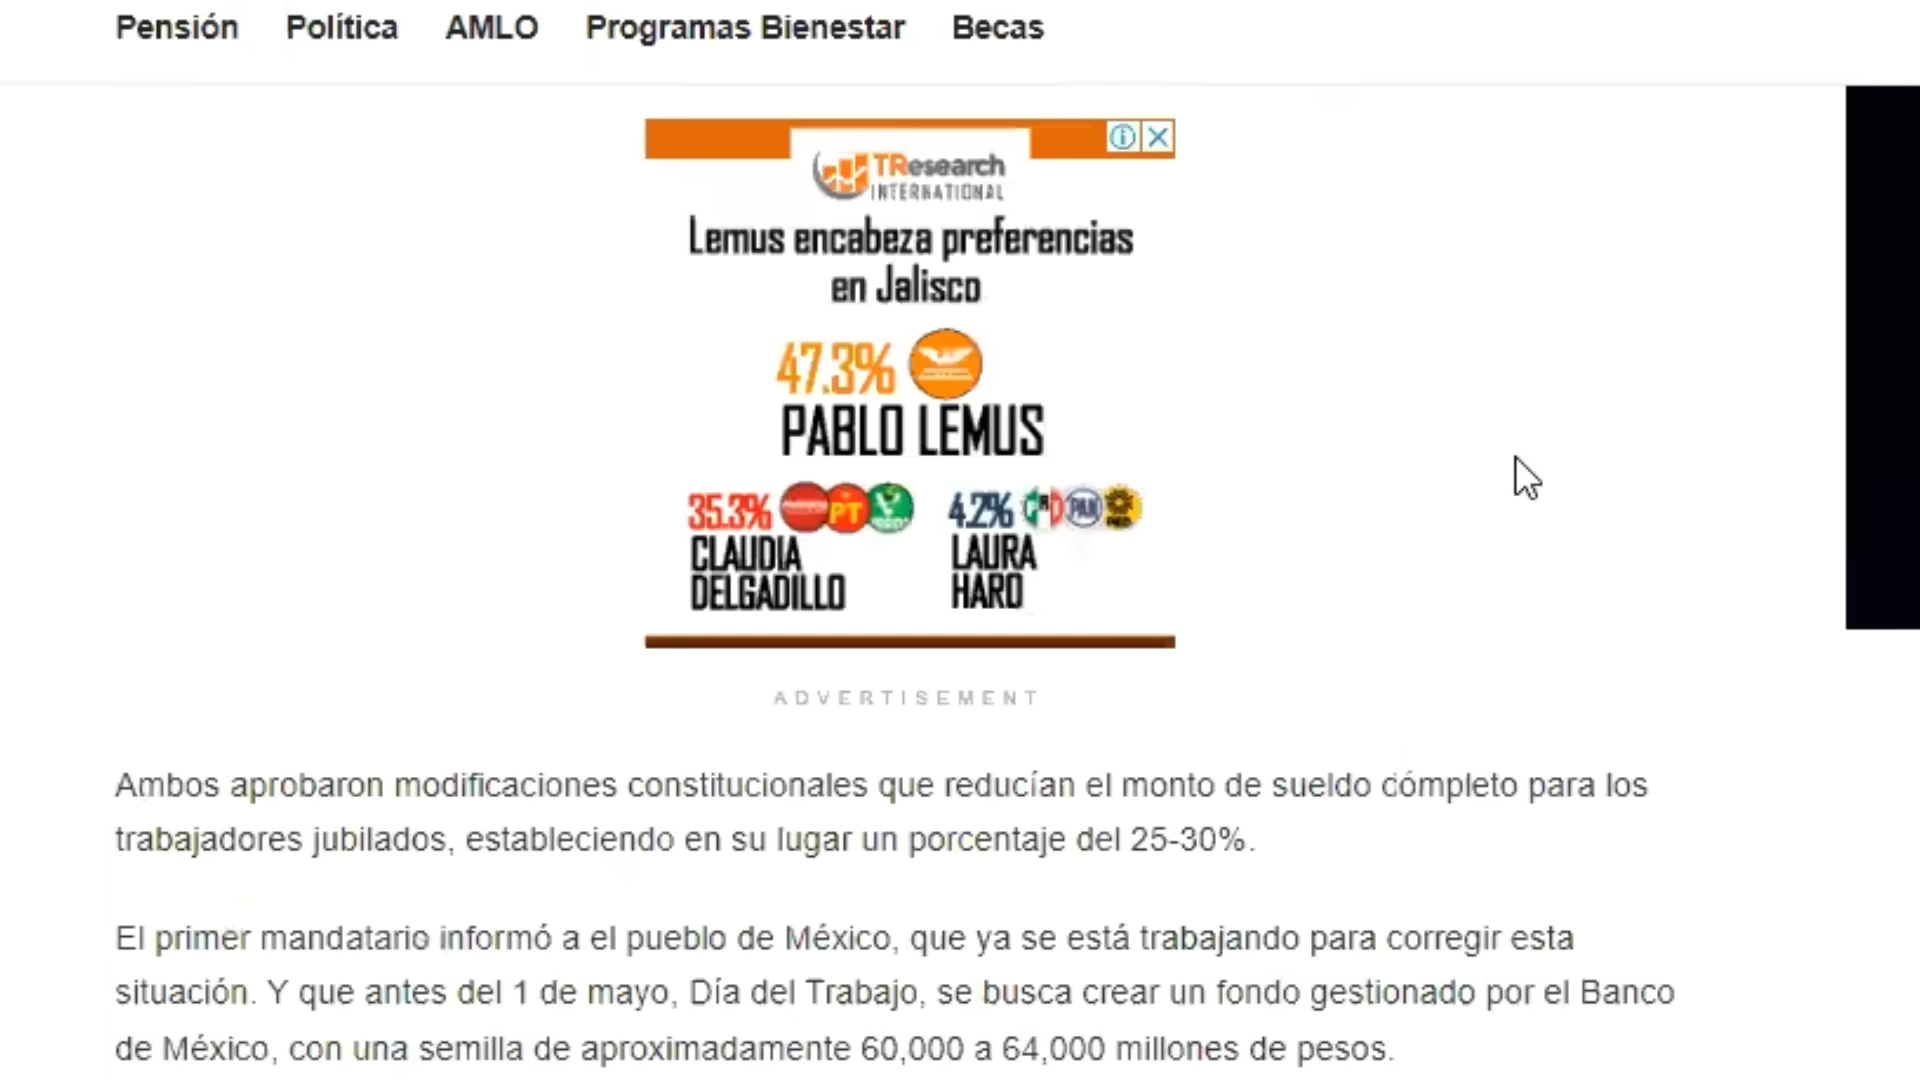 Pensión Política AMLO Programas Bienestar Becas
TResearch
INTERNATIONAL
Lemus encabeza preferencias
en Jalisco
47.3%
PABLO LEMUS
35.3% PT
4.2% PRD PAN PRD
CLAUDIA
DELGADILLO
LAURA
HARO
ADVERTISEMENT
Ambos aprobaron modificaciones constitucionales que reducían el monto de sueldo cómpleto para los
trabajadores jubilados, estableciendo en su lugar un porcentaje del 25-30%.
El primer mandatario informó a el pueblo de México, que ya se está trabajando para corregir esta
situación. Y que antes del 1 de mayo, Día del Trabajo, se busca crear un fondo gestionado por el Banco
de México, con una semilla de aproximadamente 60,000 a 64,000 millones de pesos.